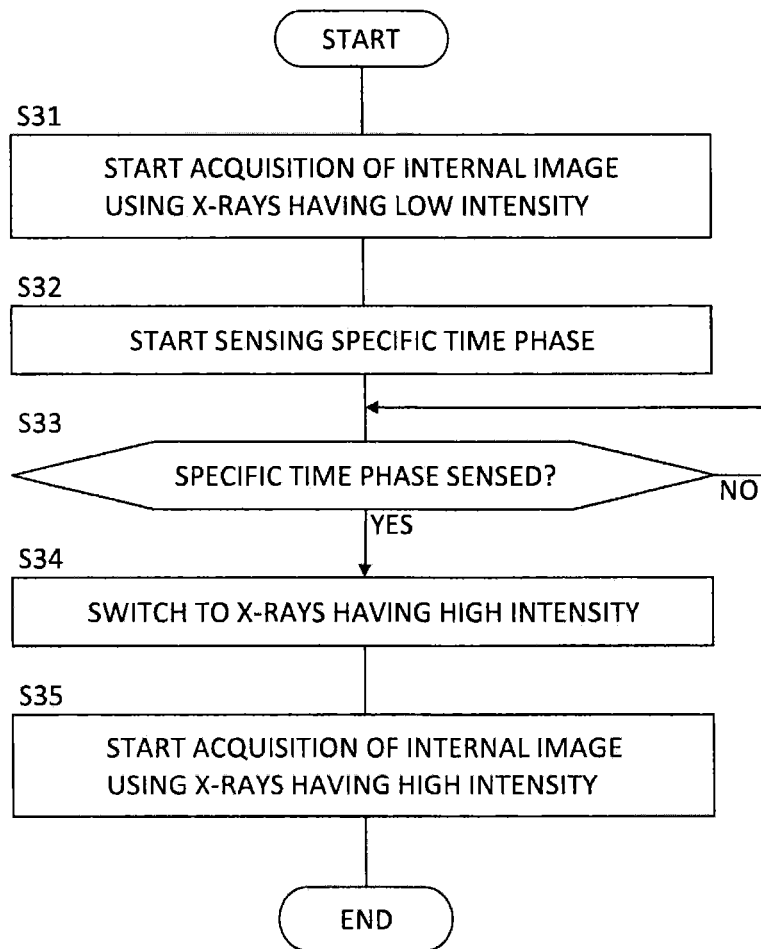 START
S31
START ACQUISITION OF INTERNAL IMAGE
USING X-RAYS HAVING LOW INTENSITY
S32
START SENSING SPECIFIC TIME PHASE
S33
SPECIFIC TIME PHASE SENSED?
NO
YES
S34
SWITCH TO X-RAYS HAVING HIGH INTENSITY
S35
START ACQUISITION OF INTERNAL IMAGE
USING X-RAYS HAVING HIGH INTENSITY
END